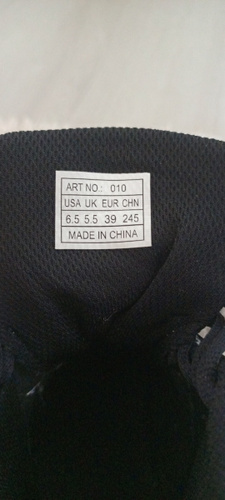 ART NO.: 010
USA UK EUR CHN
6.5 5.5 39 245
MADE IN CHINA